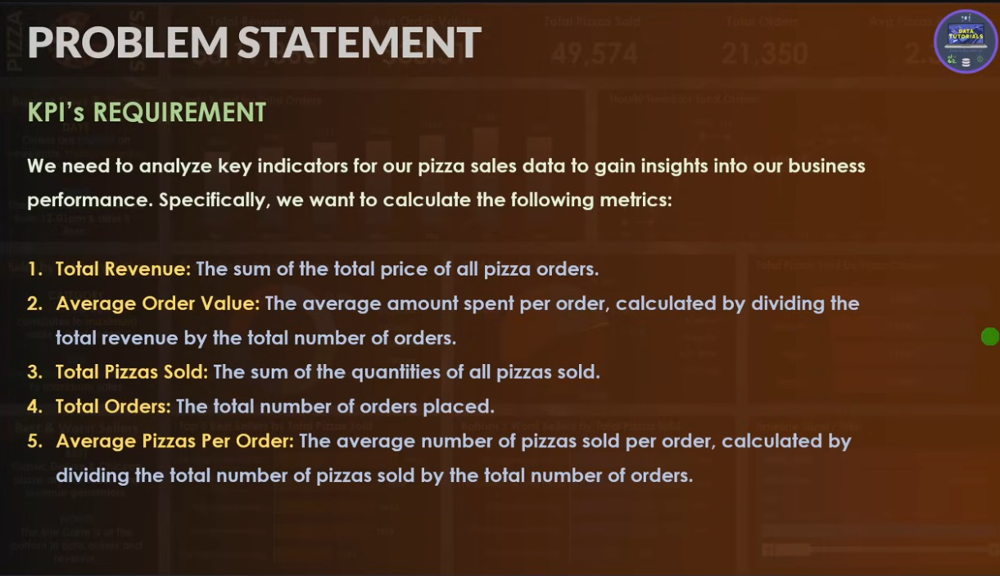 PROBLEM STATEMENT
DATA
TUTORIALS
49,574
21,350
KPI's REQUIREMENT
We need to analyze key indicators for our pizza sales data to gain insights into our business
performance. Specifically, we want to calculate the following metrics:
1. Total Revenue: The sum of the total price of all pizza orders.
2. Average Order Value: The average amount spent per order, calculated by dividing the
total revenue by the total number of orders.
3. Total Pizzas Sold: The sum of the quantities of all pizzas sold.
4. Total Orders: The total number of orders placed.
5. Average Pizzas Per Order: The average number of pizzas sold per order, calculated by
dividing the total number of pizzas sold by the total number of orders.